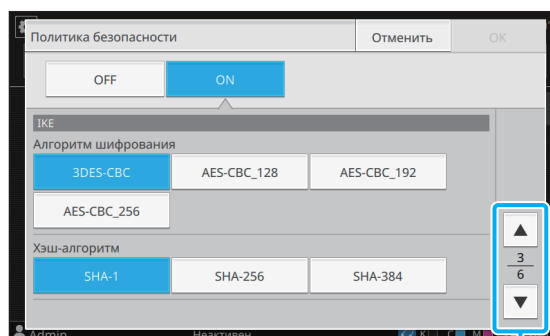 Политика безопасности Отменить OK
OFF ON
IKE
Алгоритм шифрования
3DES-CBC AES-CBC_128 AES-CBC_192
AES-CBC_256
Хэш-алгоритм
3
SHA-1 SHA-256 SHA-384 6
Admin Неактивен K C M